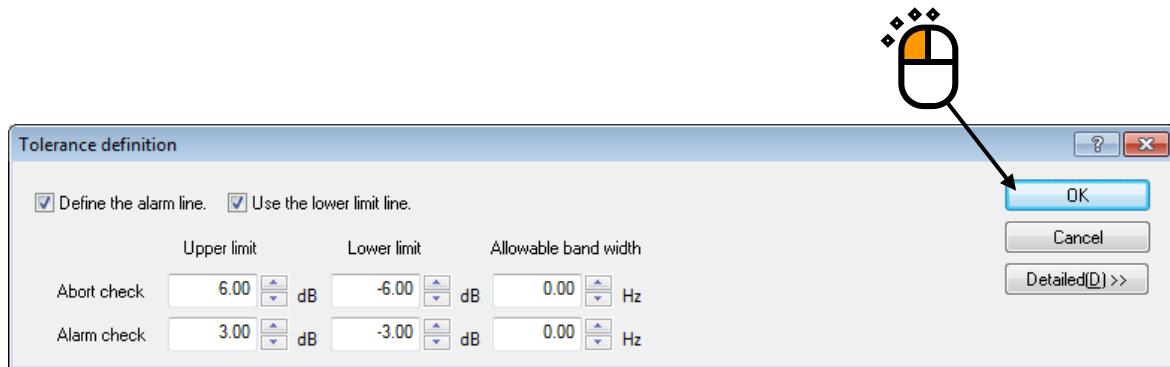 Tolerance definition
Define the alarm line. Use the lower limit line.
OK
Upper limit Lower limit Allowable band width
Cancel
Abort check 6.00 dB -6.00 dB 0.00 Hz
Detailed(D) >>
Alarm check 3.00 dB -3.00 dB 0.00 Hz